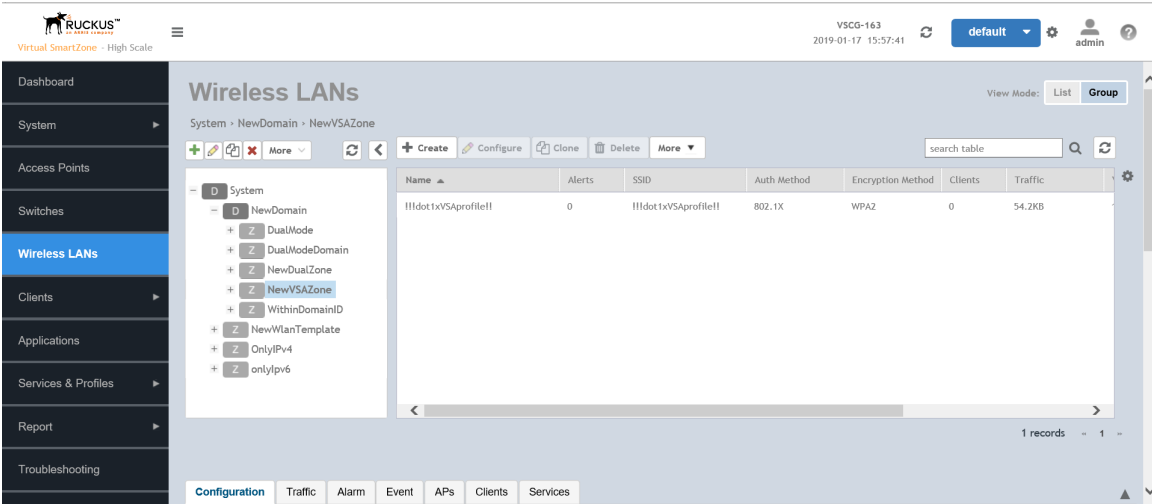 RUCKUS™
an ARRIS company
Virtual SmartZone - High Scale
VSCG-163
2019-01-17 15:57:41
default
admin
Dashboard
System
Access Points
Switches
Wireless LANs
Clients
Applications
Services & Profiles
Report
Troubleshooting
Wireless LANs
View Mode: List Group
System › NewDomain › NewVSAZone
More
Create Configure Clone Delete More
search table
D System
D NewDomain
Z DualMode
Z DualModeDomain
Z NewDualZone
Z NewVSAZone
Z WithinDomainID
Z NewWlanTemplate
Z OnlyIPv4
Z onlyIpv6
Name Alerts SSID Auth Method Encryption Method Clients Traffic
!!!dot1xVSAprofile!! 0 !!!dot1xVSAprofile!! 802.1X WPA2 0 54.2KB
1 records « 1 »
Configuration Traffic Alarm Event APs Clients Services